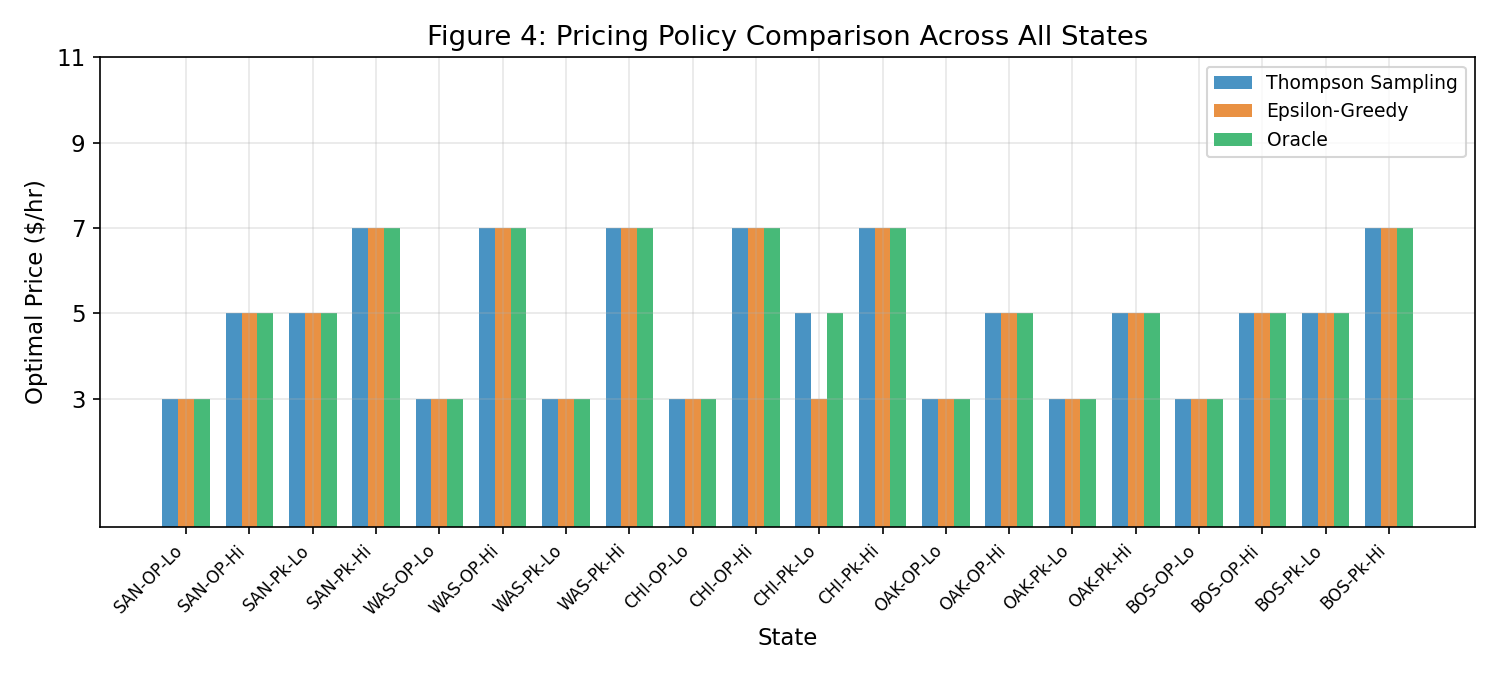 Figure 4: Pricing Policy Comparison Across All States
Optimal Price ($/hr)
11
9
7
5
3
Thompson Sampling
Epsilon-Greedy
Oracle
SAN-OP-Lo
SAN-OP-Hi
SAN-Pk-Lo
SAN-Pk-Hi
WAS-OP-Lo
WAS-OP-Hi
WAS-Pk-Lo
WAS-Pk-Hi
CHI-OP-Lo
CHI-OP-Hi
CHI-Pk-Lo
CHI-Pk-Hi
OAK-OP-Lo
OAK-OP-Hi
OAK-Pk-Lo
OAK-Pk-Hi
BOS-OP-Lo
BOS-OP-Hi
BOS-Pk-Lo
BOS-Pk-Hi
State